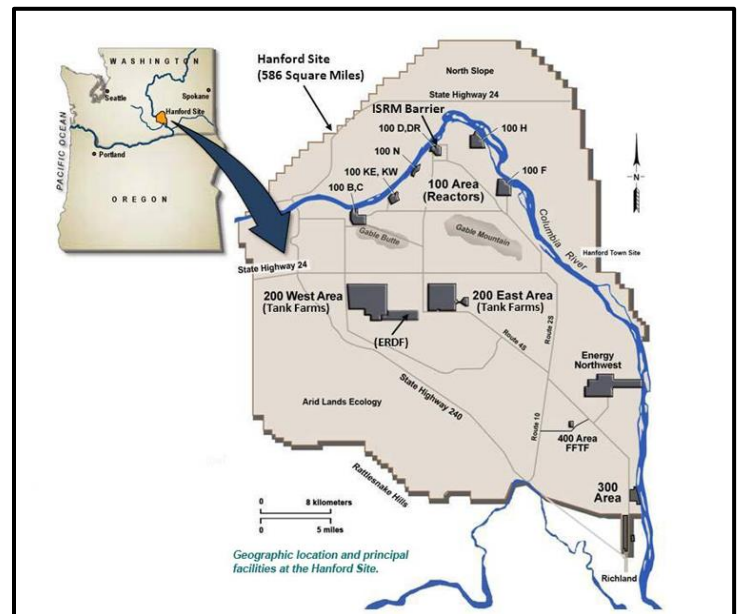 WASHINGTON
Seattle
Spokane
Hanford Site
PACIFIC OCEAN
Portland
OREGON
Hanford Site
(586 Square Miles)
North Slope
State Highway 24
ISRM Barrier
100 D,DR
100 H
100 N
100 KE, KW
100 B,C
100 F
100 Area
(Reactors)
N
Gable Butte
Gable Mountain
Columbia River
Hanford Town Site
State Highway 24
200 West Area
(Tank Farms)
200 East Area
(Tank Farms)
(ERDF)
Route 4S
Route 2S
Energy
Northwest
State Highway 240
Arid Lands Ecology
Route 10
400 Area
FFTF
Rattlesnake Hills
300
Area
0 8 kilometers
0 5 miles
Geographic location and principal
facilities at the Hanford Site.
Richland